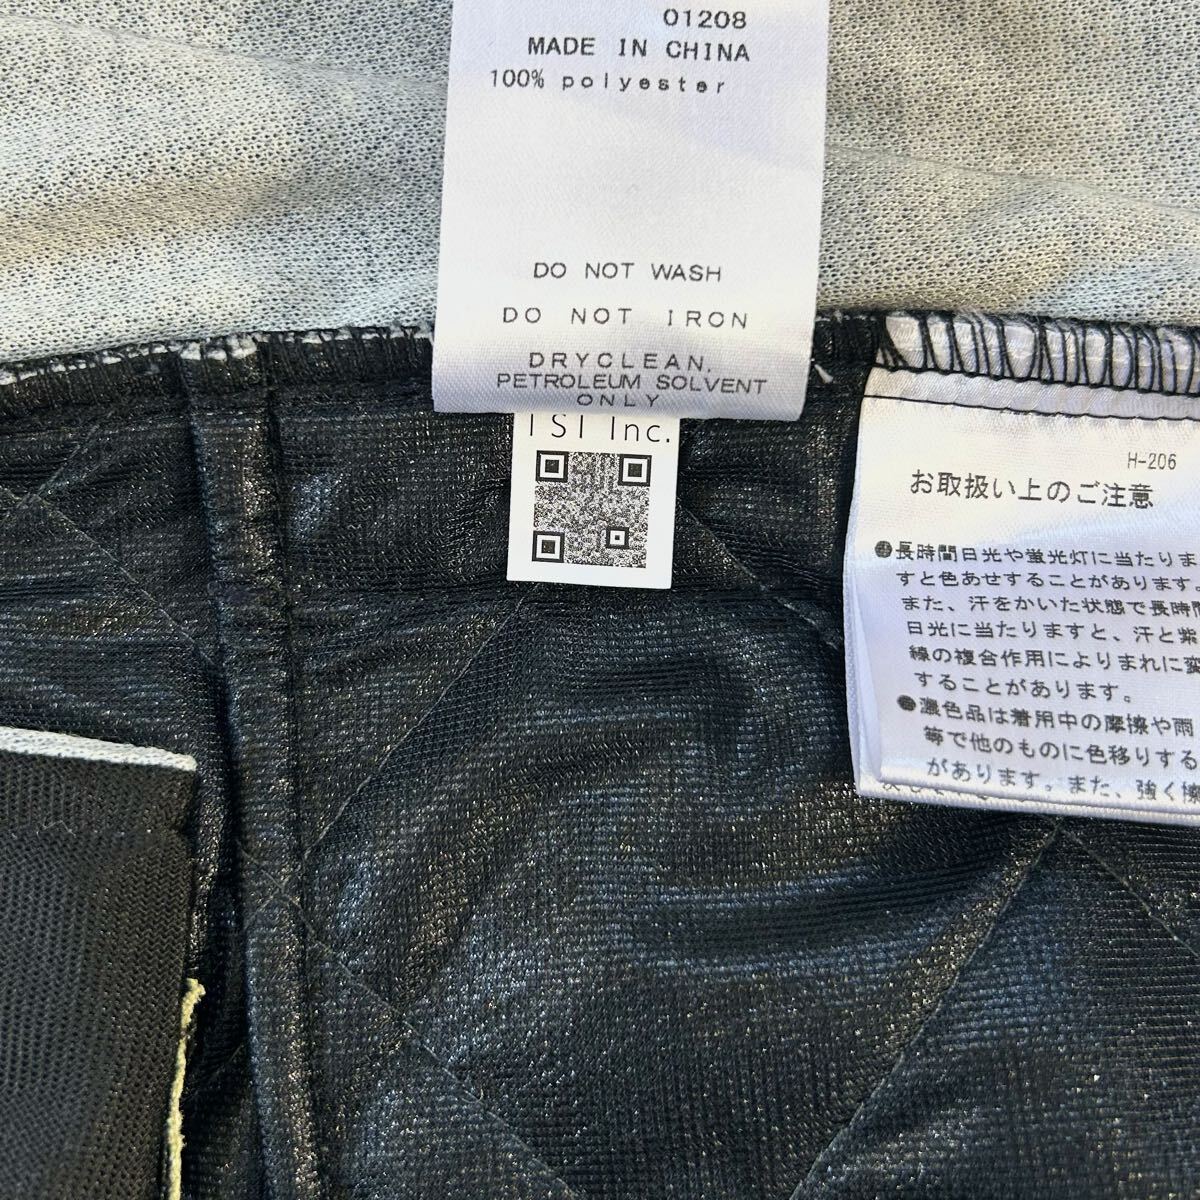 01208
MADE IN CHINA
100% polyester
DO NOT WASH
DO NOT IRON
DRYCLEAN.
PETROLEUM SOLVENT
ONLY
ISI Inc.
H-206
お取扱い上のご注意
●長時間日光や蛍光灯に当たりま
すと色あせすることがあります
また、汗をかいた状態で長時間
日光に当たりますと、汗と紫
線の複合作用によりまれに変
することがあります。
●濃色品は着用中の摩擦や雨
等で他のものに色移りする
があります。また、強く擦